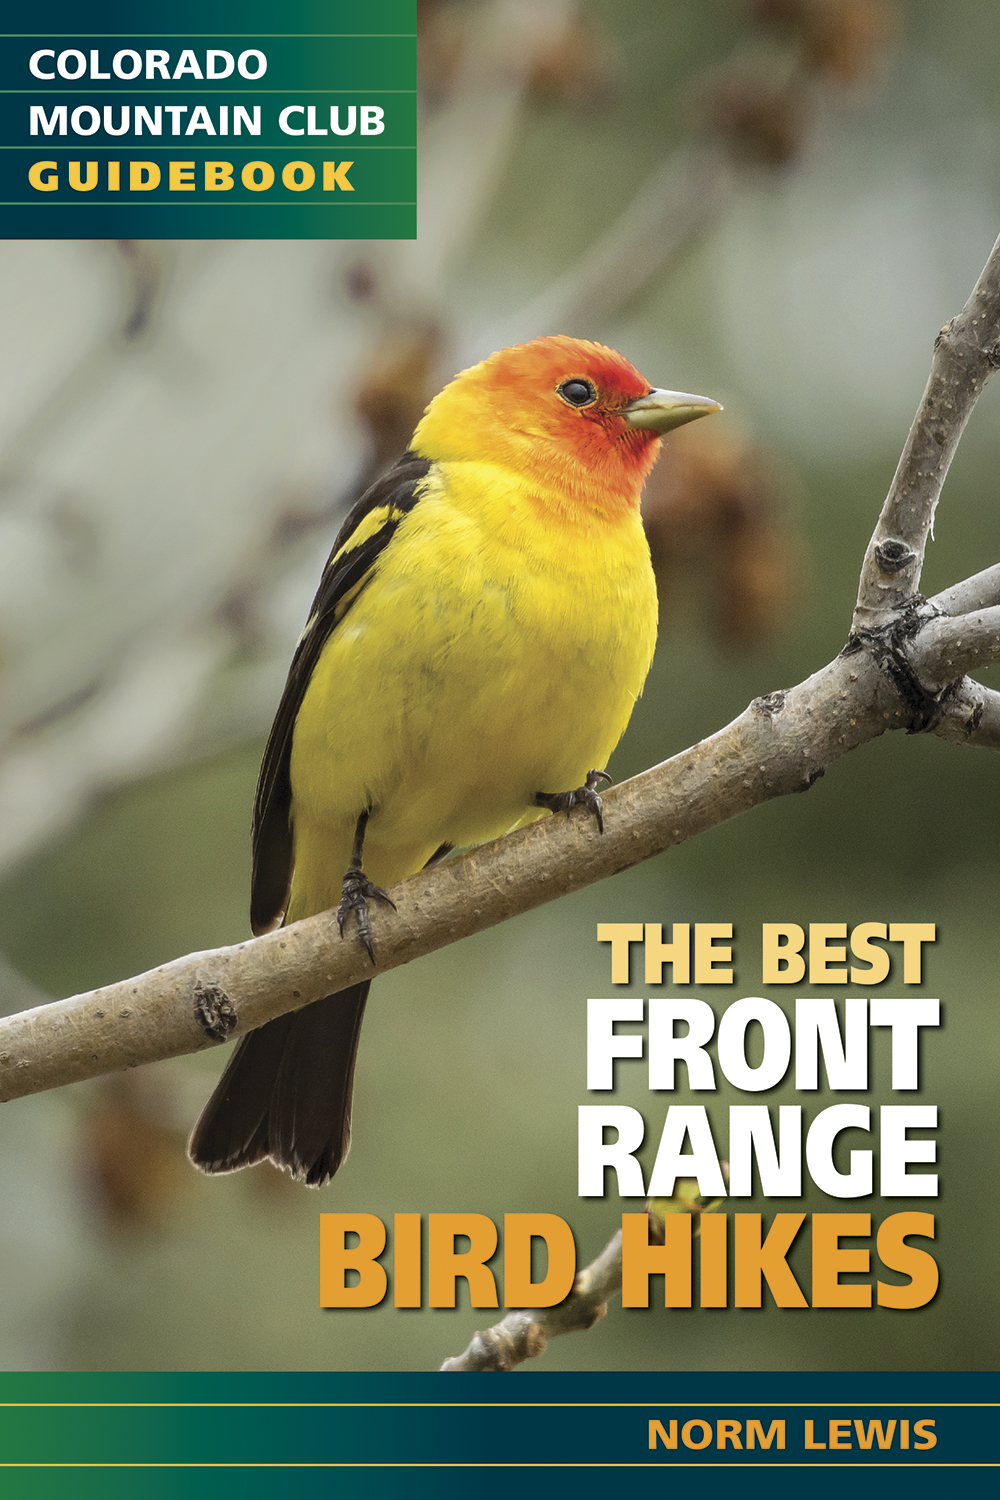 COLORADO
MOUNTAIN CLUB
GUIDEBOOK
THE BEST
FRONT
RANGE
BIRD HIKES
NORM LEWIS